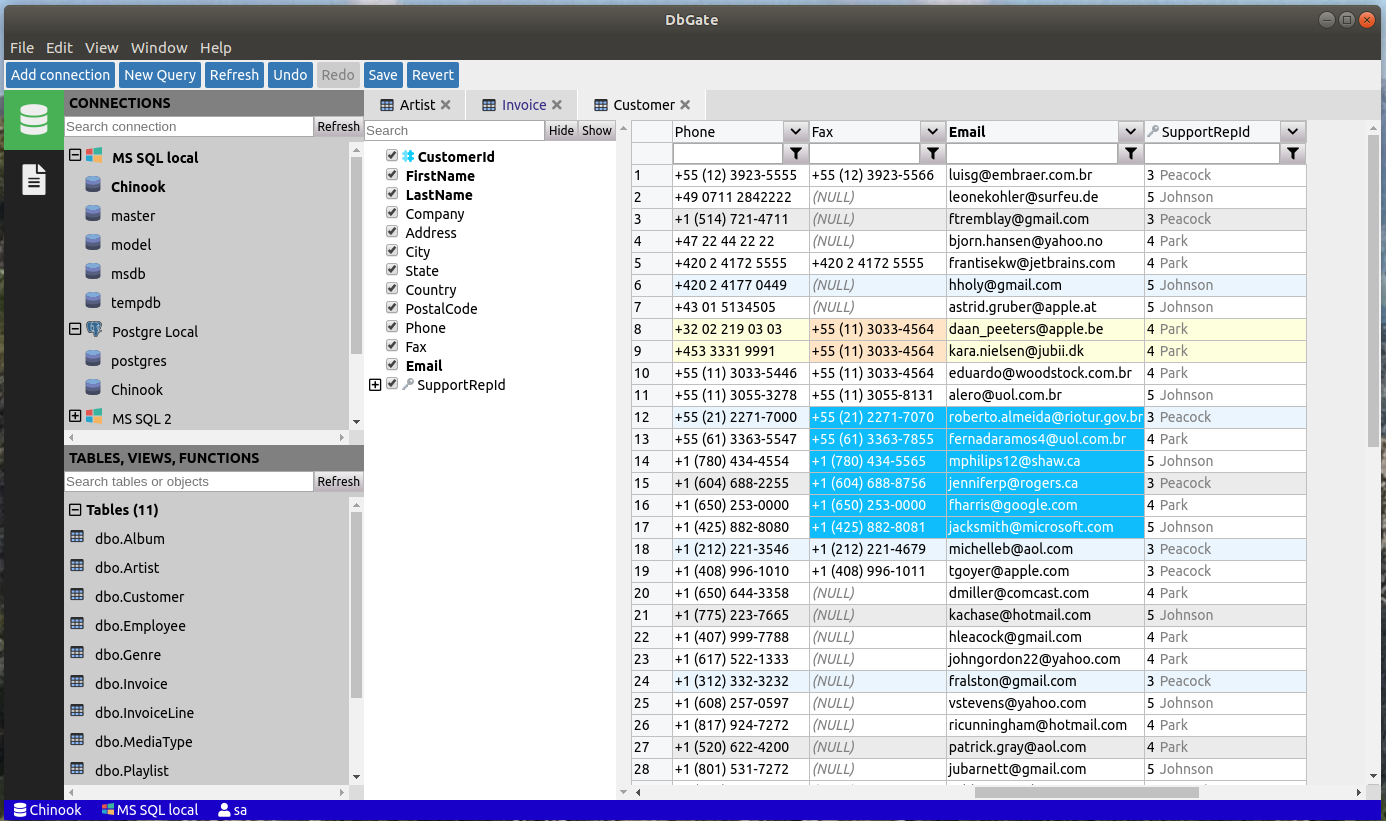 DbGate
File Edit View Window Help
Add connection New Query Refresh Undo Redo Save Revert
CONNECTIONS
Search connection Refresh
MS SQL local
Chinook
master
model
msdb
tempdb
Postgre Local
postgres
Chinook
MS SQL 2
TABLES, VIEWS, FUNCTIONS
Search tables or objects Refresh
Tables (11)
dbo.Album
dbo.Artist
dbo.Customer
dbo.Employee
dbo.Genre
dbo.Invoice
dbo.InvoiceLine
dbo.MediaType
dbo.Playlist
Artist Invoice Customer
Search Hide Show
CustomerId
FirstName
LastName
Company
Address
City
State
Country
PostalCode
Phone
Fax
Email
SupportRepId
Phone Fax Email SupportRepId
1 +55 (12) 3923-5555 +55 (12) 3923-5566 luisg@embraer.com.br 3 Peacock
2 +49 0711 2842222 (NULL) leonekohler@surfeu.de 5 Johnson
3 +1 (514) 721-4711 (NULL) ftremblay@gmail.com 3 Peacock
4 +47 22 44 22 22 (NULL) bjorn.hansen@yahoo.no 4 Park
5 +420 2 4172 5555 +420 2 4172 5555 frantisekw@jetbrains.com 4 Park
6 +420 2 4177 0449 (NULL) hholy@gmail.com 5 Johnson
7 +43 01 5134505 (NULL) astrid.gruber@apple.at 5 Johnson
8 +32 02 219 03 03 +55 (11) 3033-4564 daan_peeters@apple.be 4 Park
9 +453 3331 9991 +55 (11) 3033-4564 kara.nielsen@jubii.dk 4 Park
10 +55 (11) 3033-5446 +55 (11) 3033-4564 eduardo@woodstock.com.br 4 Park
11 +55 (11) 3055-3278 +55 (11) 3055-8131 alero@uol.com.br 5 Johnson
12 +55 (21) 2271-7000 +55 (21) 2271-7070 roberto.almeida@riotur.gov.br 3 Peacock
13 +55 (61) 3363-5547 +55 (61) 3363-7855 fernadaramos4@uol.com.br 4 Park
14 +1 (780) 434-4554 +1 (780) 434-5565 mphilips12@shaw.ca 5 Johnson
15 +1 (604) 688-2255 +1 (604) 688-8756 jenniferp@rogers.ca 3 Peacock
16 +1 (650) 253-0000 +1 (650) 253-0000 fharris@google.com 4 Park
17 +1 (425) 882-8080 +1 (425) 882-8081 jacksmith@microsoft.com 5 Johnson
18 +1 (212) 221-3546 +1 (212) 221-4679 michelleb@aol.com 3 Peacock
19 +1 (408) 996-1010 +1 (408) 996-1011 tgoyer@apple.com 3 Peacock
20 +1 (650) 644-3358 (NULL) dmiller@comcast.com 4 Park
21 +1 (775) 223-7665 (NULL) kachase@hotmail.com 5 Johnson
22 +1 (407) 999-7788 (NULL) hleacock@gmail.com 4 Park
23 +1 (617) 522-1333 (NULL) johngordon22@yahoo.com 4 Park
24 +1 (312) 332-3232 (NULL) fralston@gmail.com 3 Peacock
25 +1 (608) 257-0597 (NULL) vstevens@yahoo.com 5 Johnson
26 +1 (817) 924-7272 (NULL) ricunningham@hotmail.com 4 Park
27 +1 (520) 622-4200 (NULL) patrick.gray@aol.com 4 Park
28 +1 (801) 531-7272 (NULL) jubarnett@gmail.com 5 Johnson
Chinook MS SQL local sa